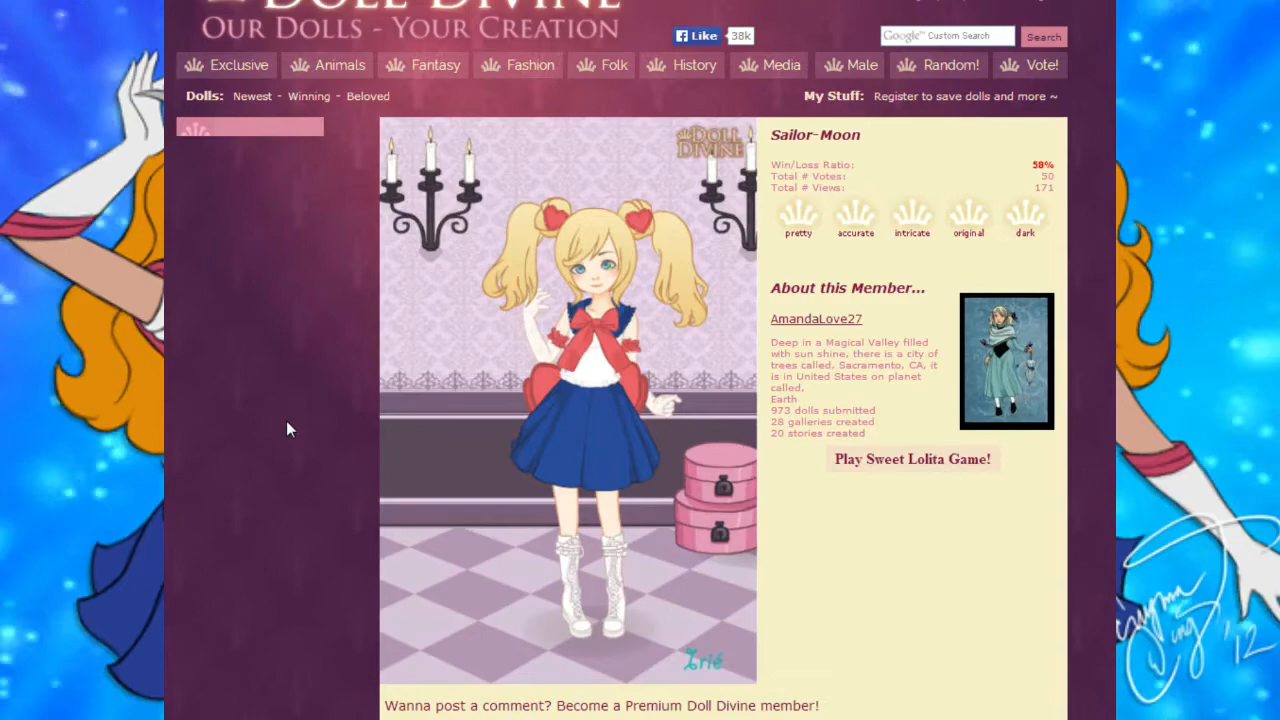 DOLL DIVINE
OUR DOLLS - YOUR CREATION
Like 38k
Google™ Custom Search Search
Exclusive Animals Fantasy Fashion Folk History Media Male Random! Vote!
Dolls: Newest - Winning - Beloved
My Stuff: Register to save dolls and more ~
DOLL
DIVINE
Sailor-Moon
Win/Loss Ratio: 58%
Total # Votes: 50
Total # Views: 171
pretty accurate intricate original dark
About this Member...
AmandaLove27
Deep in a Magical Valley filled
with sun shine, there is a city of
trees called, Sacramento, CA, it
is in United States on planet
called,
Earth
973 dolls submitted
28 galleries created
20 stories created
Play Sweet Lolita Game!
Irié
Wanna post a comment? Become a Premium Doll Divine member!
'12